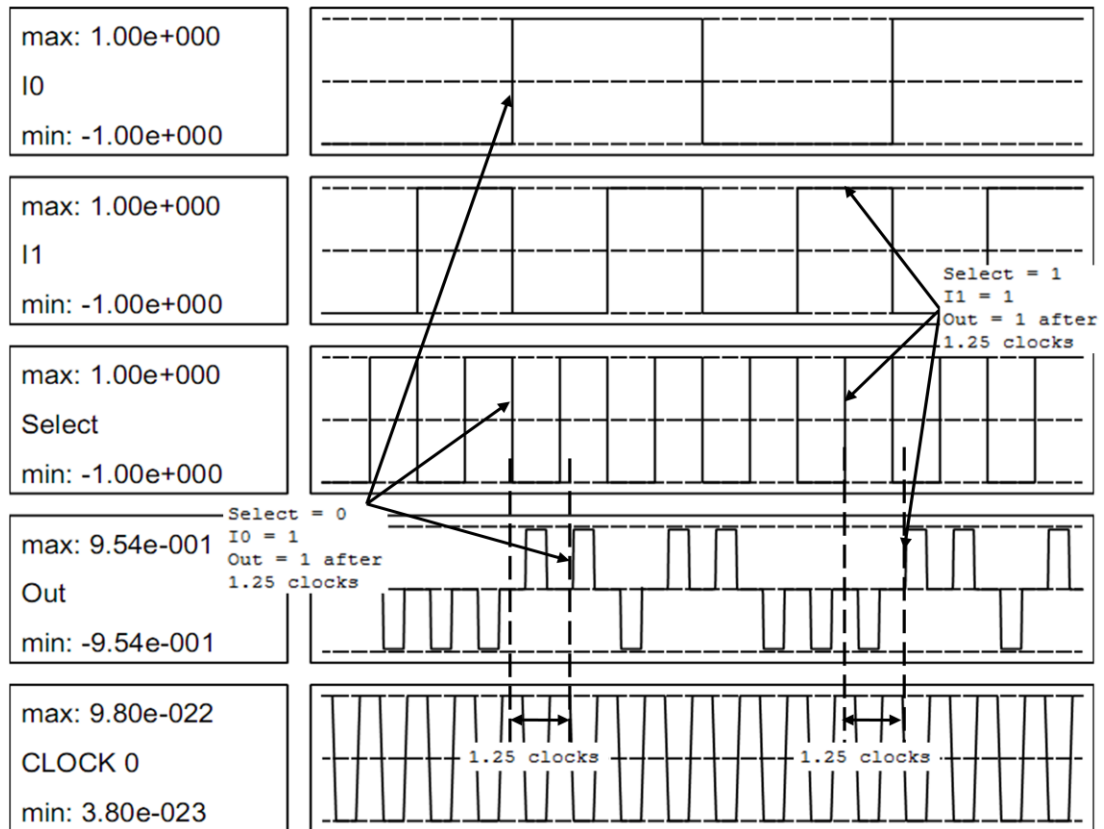 max: 1.00e+000
I0
min: -1.00e+000
max: 1.00e+000
I1
min: -1.00e+000
Select = 1
I1 = 1
Out = 1 after
1.25 clocks
max: 1.00e+000
Select
min: -1.00e+000
Select = 0
I0 = 1
Out = 1 after
1.25 clocks
max: 9.54e-001
Out
min: -9.54e-001
max: 9.80e-022
CLOCK 0
min: 3.80e-023
1.25 clocks
1.25 clocks